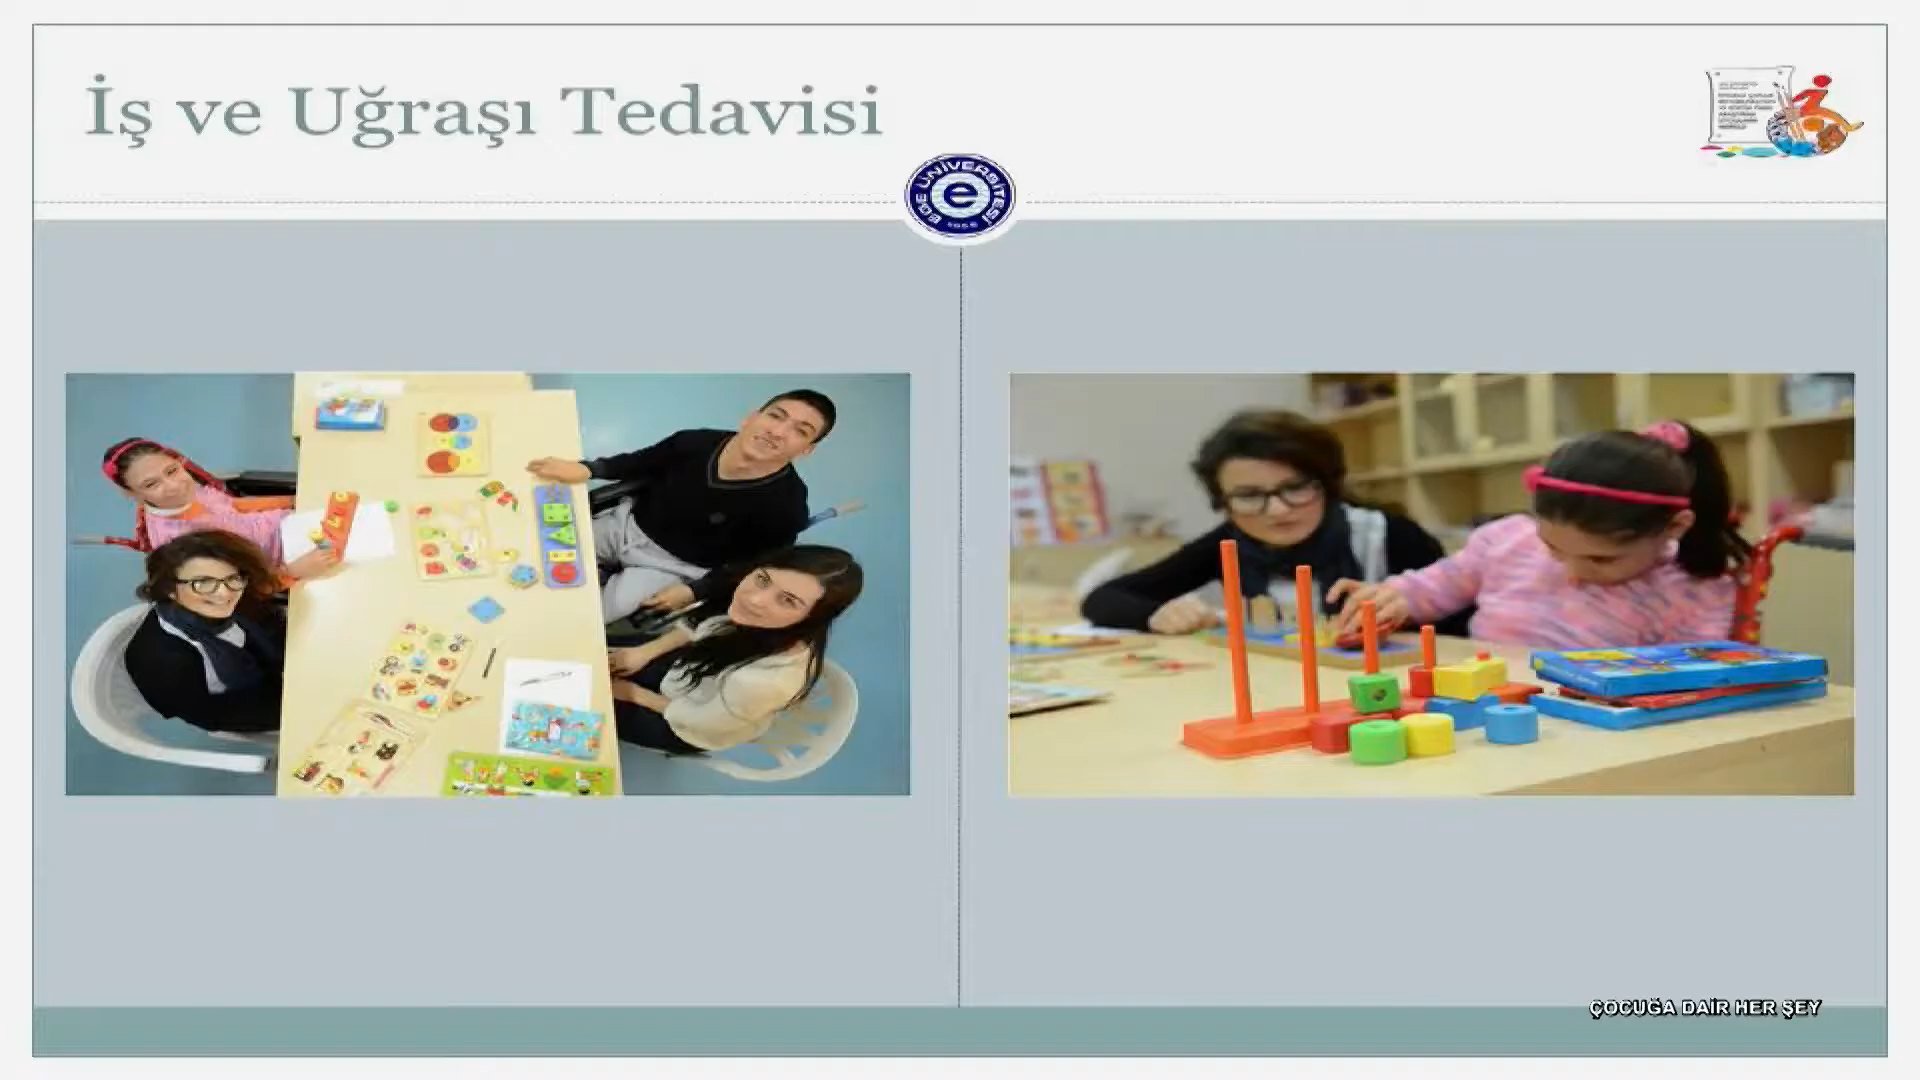 İş ve Uğraşı Tedavisi
EGE ÜNİVERSİTESİ
1955
ÇOCUĞA DAİR HER ŞEY